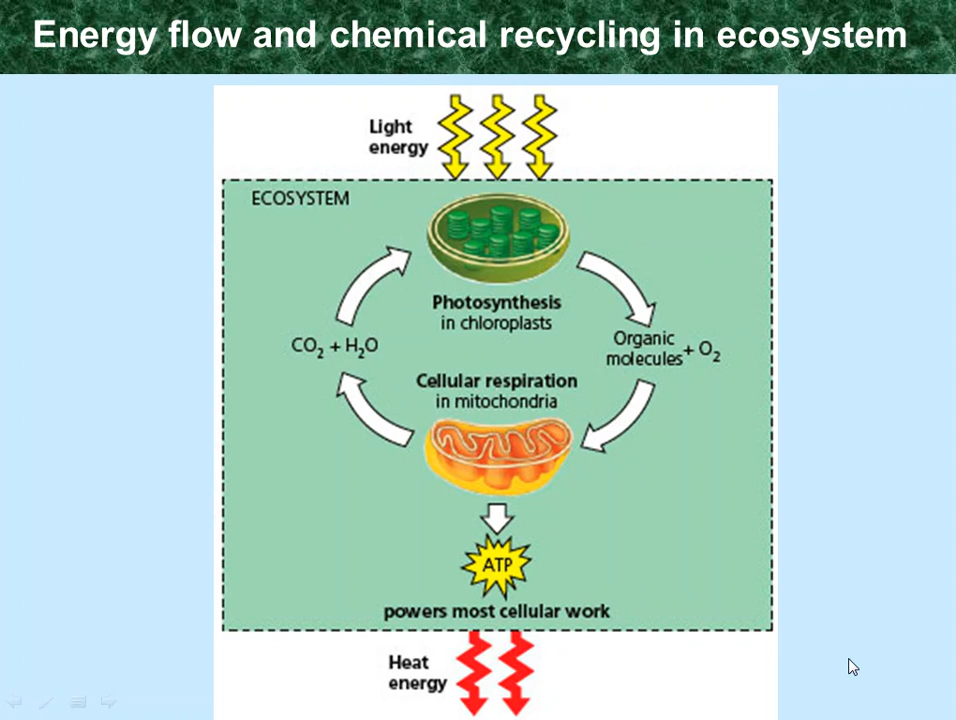 Energy flow and chemical recycling in ecosystem
Light
energy
ECOSYSTEM
Photosynthesis
in chloroplasts
CO₂ + H₂O
Organic
molecules + O₂
Cellular respiration
in mitochondria
ATP
powers most cellular work
Heat
energy